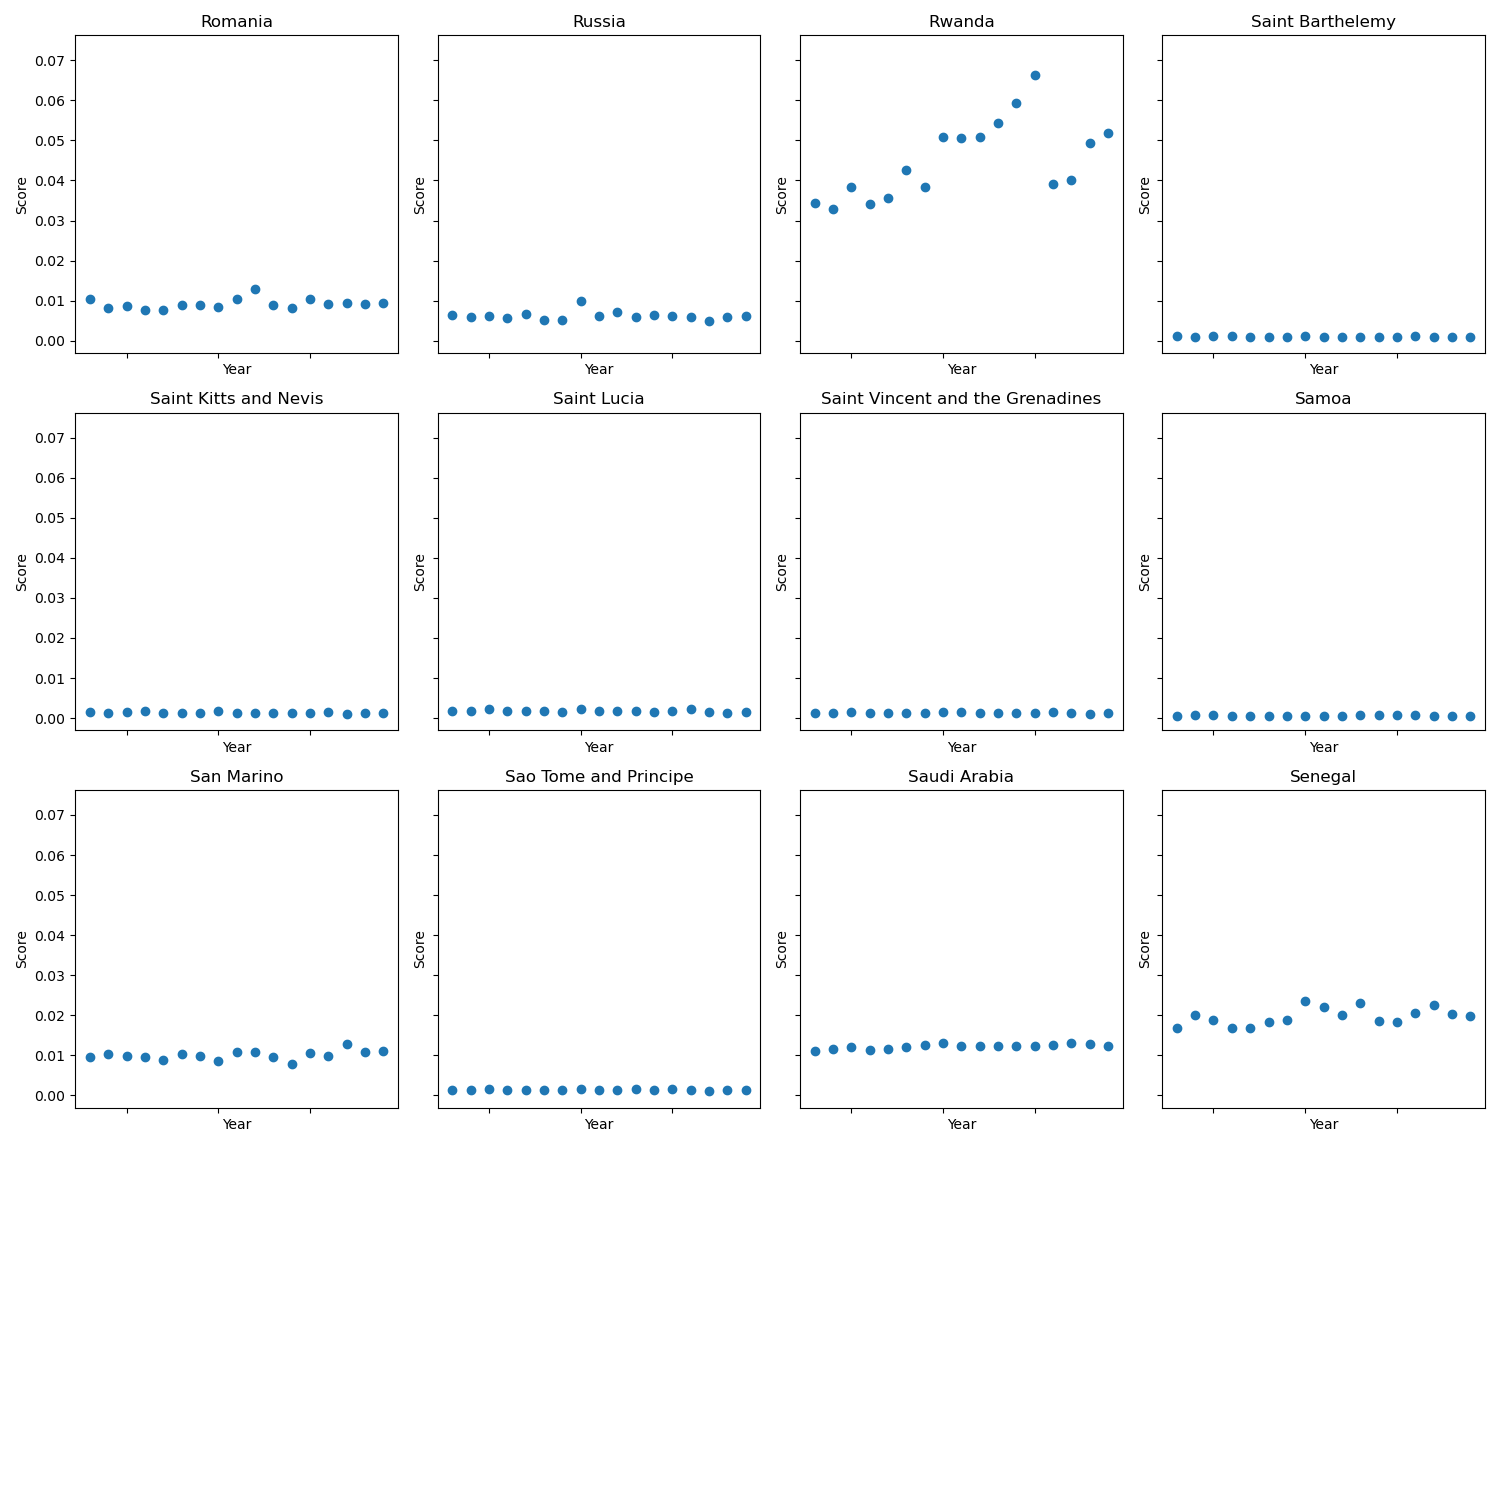 Romania
Russia
Rwanda
Saint Barthelemy
0.07
0.06
0.05
0.04
0.03
0.02
0.01
0.00
Score
Score
Score
Score
Year
Year
Year
Year
Saint Kitts and Nevis
Saint Lucia
Saint Vincent and the Grenadines
Samoa
0.07
0.06
0.05
0.04
0.03
0.02
0.01
0.00
Score
Score
Score
Score
Year
Year
Year
Year
San Marino
Sao Tome and Principe
Saudi Arabia
Senegal
0.07
0.06
0.05
0.04
0.03
0.02
0.01
0.00
Score
Score
Score
Score
Year
Year
Year
Year